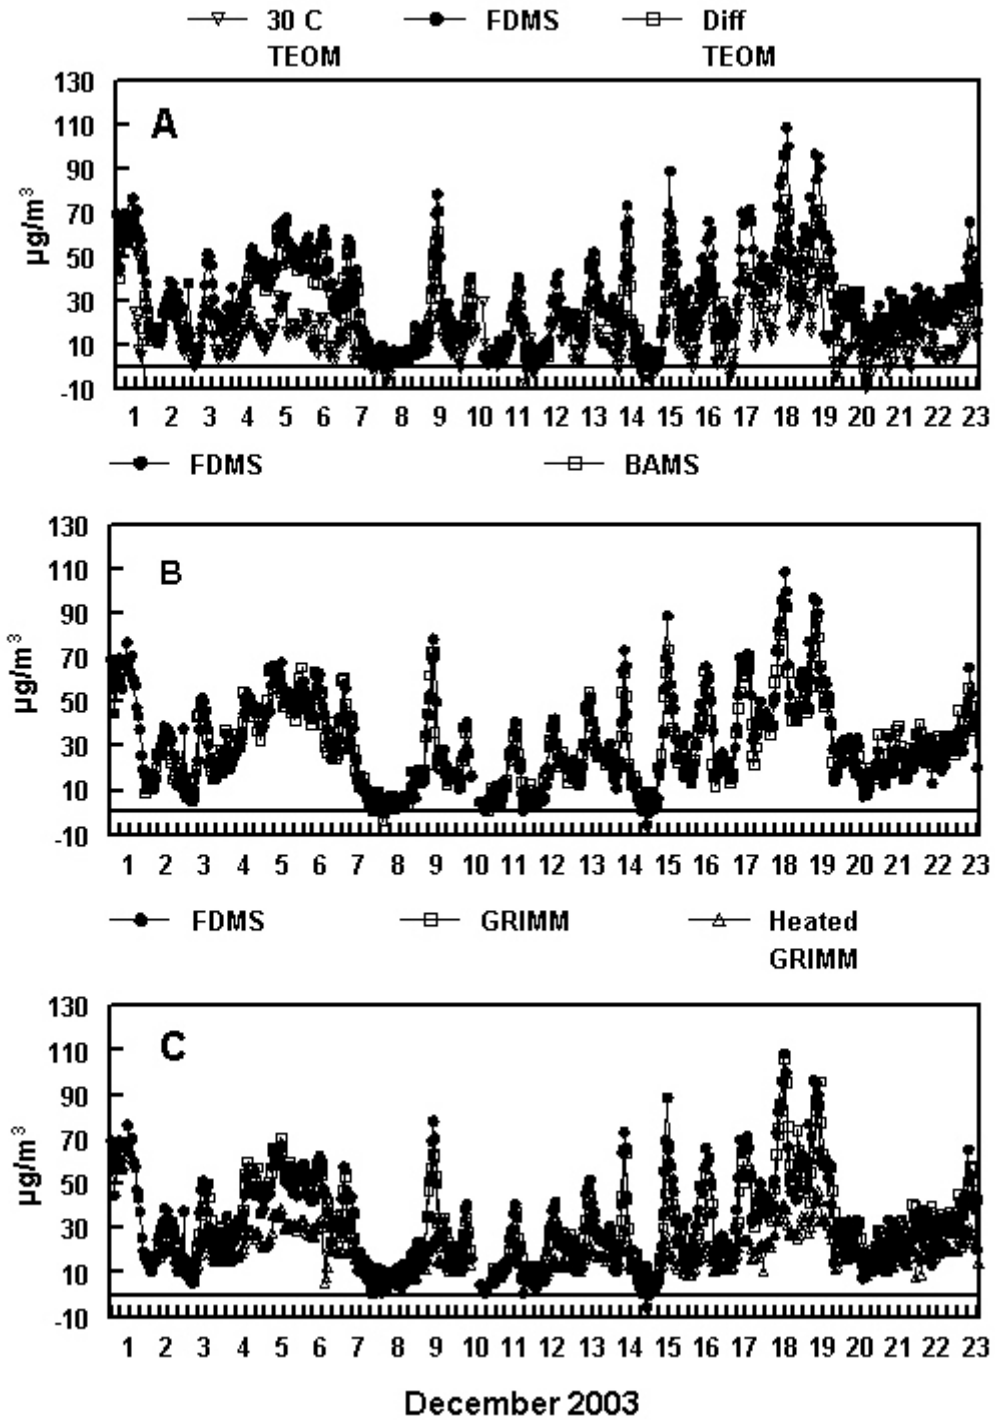 30 C TEOM FDMS Diff TEOM
130
A
110
90
70
50
30
10
-10
µg/m³
1 2 3 4 5 6 7 8 9 10 11 12 13 14 15 16 17 18 19 20 21 22 23
FDMS BAMS
130
B
110
90
70
50
30
10
-10
µg/m³
1 2 3 4 5 6 7 8 9 10 11 12 13 14 15 16 17 18 19 20 21 22 23
FDMS GRIMM Heated GRIMM
130
C
110
90
70
50
30
10
-10
µg/m³
1 2 3 4 5 6 7 8 9 10 11 12 13 14 15 16 17 18 19 20 21 22 23
December 2003